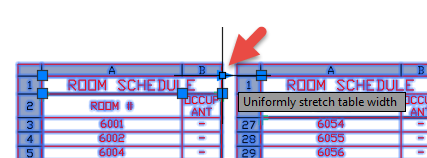 A B A
1 ROOM SCHEDULE 1 ROOM SCHEDULE
Uniformly stretch table width
2 ROOM # OCCUP ANT ANT
3 6001 - 27 6054 -
4 6002 - 28 6055 -
5 6004 - 29 6056 -